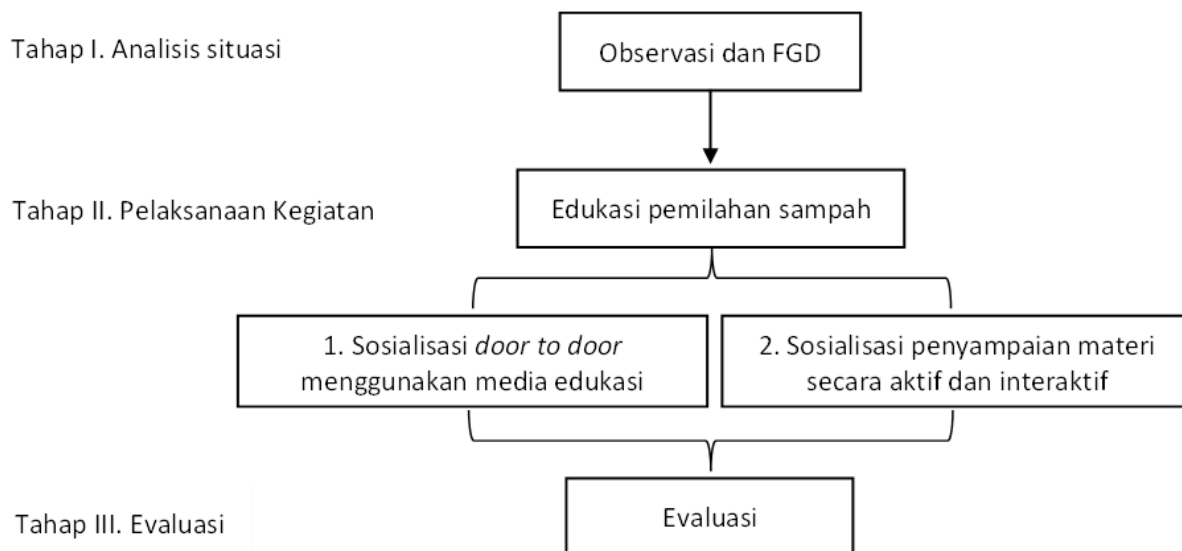 Tahap I. Analisis situasi
Observasi dan FGD
Tahap II. Pelaksanaan Kegiatan
Edukasi pemilahan sampah
1. Sosialisasi door to door
menggunakan media edukasi
2. Sosialisasi penyampaian materi
secara aktif dan interaktif
Tahap III. Evaluasi
Evaluasi